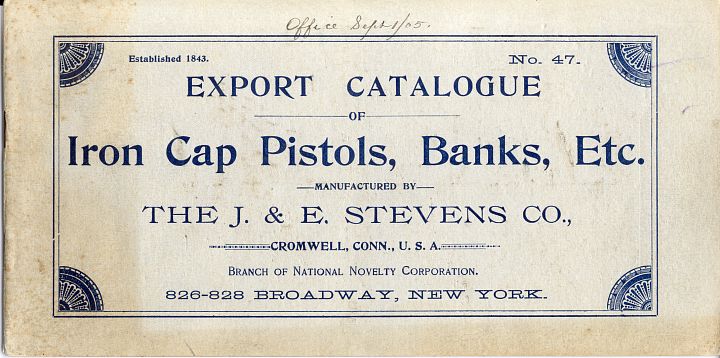 Office Sept 1/05.
Established 1843.
No. 47.
EXPORT CATALOGUE
OF
Iron Cap Pistols, Banks, Etc.
MANUFACTURED BY
THE J. & E. STEVENS CO.,
CROMWELL, CONN., U. S. A.
BRANCH OF NATIONAL NOVELTY CORPORATION.
826-828 BROADWAY, NEW YORK.